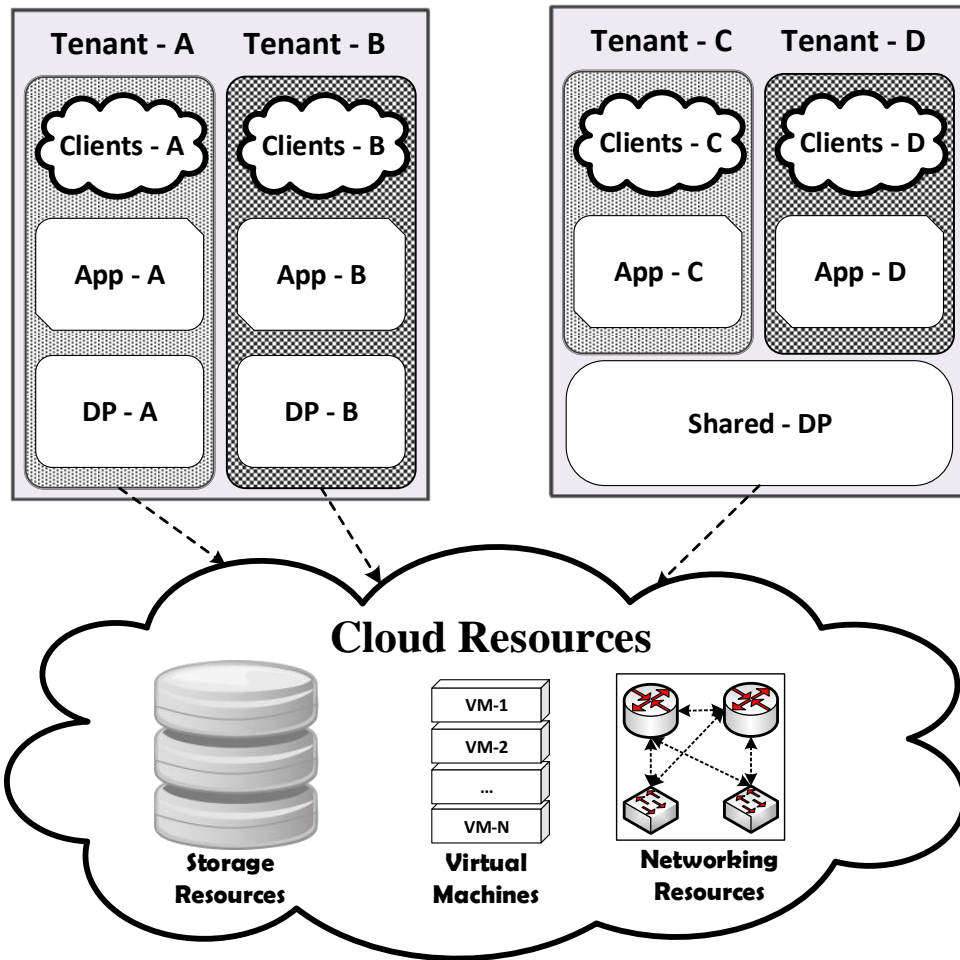 Tenant - A
Tenant - B
Clients - A
Clients - B
App - A
App - B
DP - A
DP - B
Tenant - C
Tenant - D
Clients - C
Clients - D
App - C
App - D
Shared - DP
Cloud Resources
VM-1
VM-2
...
VM-N
Storage
Resources
Virtual
Machines
Networking
Resources